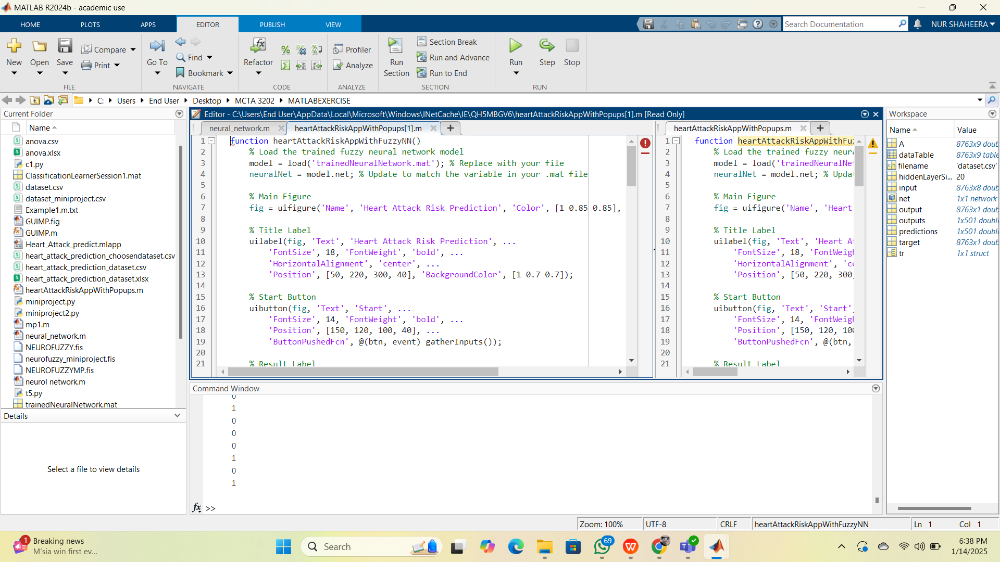 MATLAB R2024b - academic use
HOME PLOTS APPS EDITOR PUBLISH VIEW
Search Documentation
NUR SHAHEERA
New Open Save Compare Print
Go To Find Bookmark
Refactor
Profiler Analyze
Run Section
Section Break
Run and Advance
Run to End
Run Step Stop
FILE NAVIGATE CODE ANALYZE SECTION RUN
C: Users End User Desktop MCTA 3202 MATLABEXERCISE
Current Folder
Name
anova.csv
anova.xlsx
c1.py
ClassificationLearnerSession1.mat
dataset.csv
dataset_miniproject.csv
Example1.m.txt
GUIMP.fig
GUIMP.m
Heart_Attack_predict.mlapp
heart_attack_prediction_choosendataset.csv
heart_attack_prediction_dataset.csv
heart_attack_prediction_dataset.xlsx
heartAttackRiskAppWithPopups.m
miniproject.py
miniproject2.py
mp1.m
neural_network.m
NEUROFUZZY.fis
neurofuzzy_miniproject.fis
NEUROFUZZYMP.fis
neurol network.m
t5.py
trainedNeuralNetwork.mat
Details
Select a file to view details
Editor - C:\Users\End User\AppData\Local\Microsoft\Windows\INetCache\IE\QH5MBGV6\heartAttackRiskAppWithPopups[1].m [Read Only]
neural_network.m heartAttackRiskAppWithPopups[1].m
1 function heartAttackRiskAppWithFuzzyNN()
2 % Load the trained fuzzy neural network model
3 model = load('trainedNeuralNetwork.mat'); % Replace with your file
4 neuralNet = model.net; % Update to match the variable in your .mat file
5
6 % Main Figure
7 fig = uifigure('Name', 'Heart Attack Risk Prediction', 'Color', [1 0.85 0.85],
8
9 % Title Label
10 uilabel(fig, 'Text', 'Heart Attack Risk Prediction', ...
11 'FontSize', 18, 'FontWeight', 'bold', ...
12 'HorizontalAlignment', 'center', ...
13 'Position', [50, 220, 300, 40], 'BackgroundColor', [1 0.7 0.7]);
14
15 % Start Button
16 uibutton(fig, 'Text', 'Start', ...
17 'FontSize', 14, 'FontWeight', 'bold', ...
18 'Position', [150, 120, 100, 40], ...
19 'ButtonPushedFcn', @(btn, event) gatherInputs());
20
21 % Result Label
heartAttackRiskAppWithPopups.m
1 function heartAttackRiskAppWithFu
2 % Load the trained fuzzy neur
3 model = load('trainedNeuralNe
4 neuralNet = model.net; % Upda
5
6 % Main Figure
7 fig = uifigure('Name', 'Heart
8
9 % Title Label
10 uilabel(fig, 'Text', 'Heart A
11 'FontSize', 18, 'FontWeig
12 'HorizontalAlignment', 'ce
13 'Position', [50, 220, 300
14
15 % Start Button
16 uibutton(fig, 'Text', 'Start'
17 'FontSize', 14, 'FontWeig
18 'Position', [150, 120, 10
19 'ButtonPushedFcn', @(btn,
20
21 % Result Label
Command Window
0
1
0
0
0
1
0
1
fx >>
Workspace
Name Value
A 8763x9 doub
dataTable 8763x9 table
filename 'dataset.csv'
hiddenLayerSi... 20
input 8763x8 doub
net 1x1 network
output 8763x1 doub
outputs 1x501 doubl
predictions 1x501 doubl
target 8763x1 doub
tr 1x1 struct
Zoom: 100% UTF-8 CRLF heartAttackRiskAppWithFuzzyNN Ln 1 Col 1
1
Breaking news
M'sia win first ev...
Search
69
6:38 PM
1/14/2025